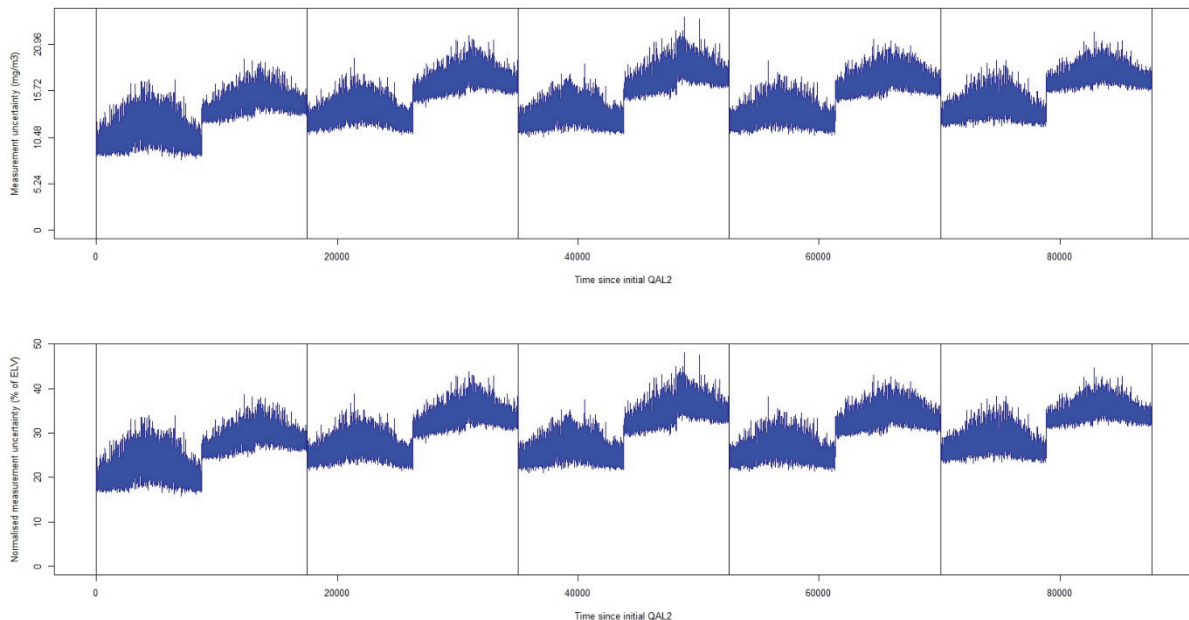 Measurement uncertainty (ng/m3)
20.96
15.72
10.48
5.24
0
0 20000 40000 60000 80000
Time since initial QAL2
Normalised measurement uncertainty (% of ELV)
50
40
30
20
10
0
0 20000 40000 60000 80000
Time since initial QAL2